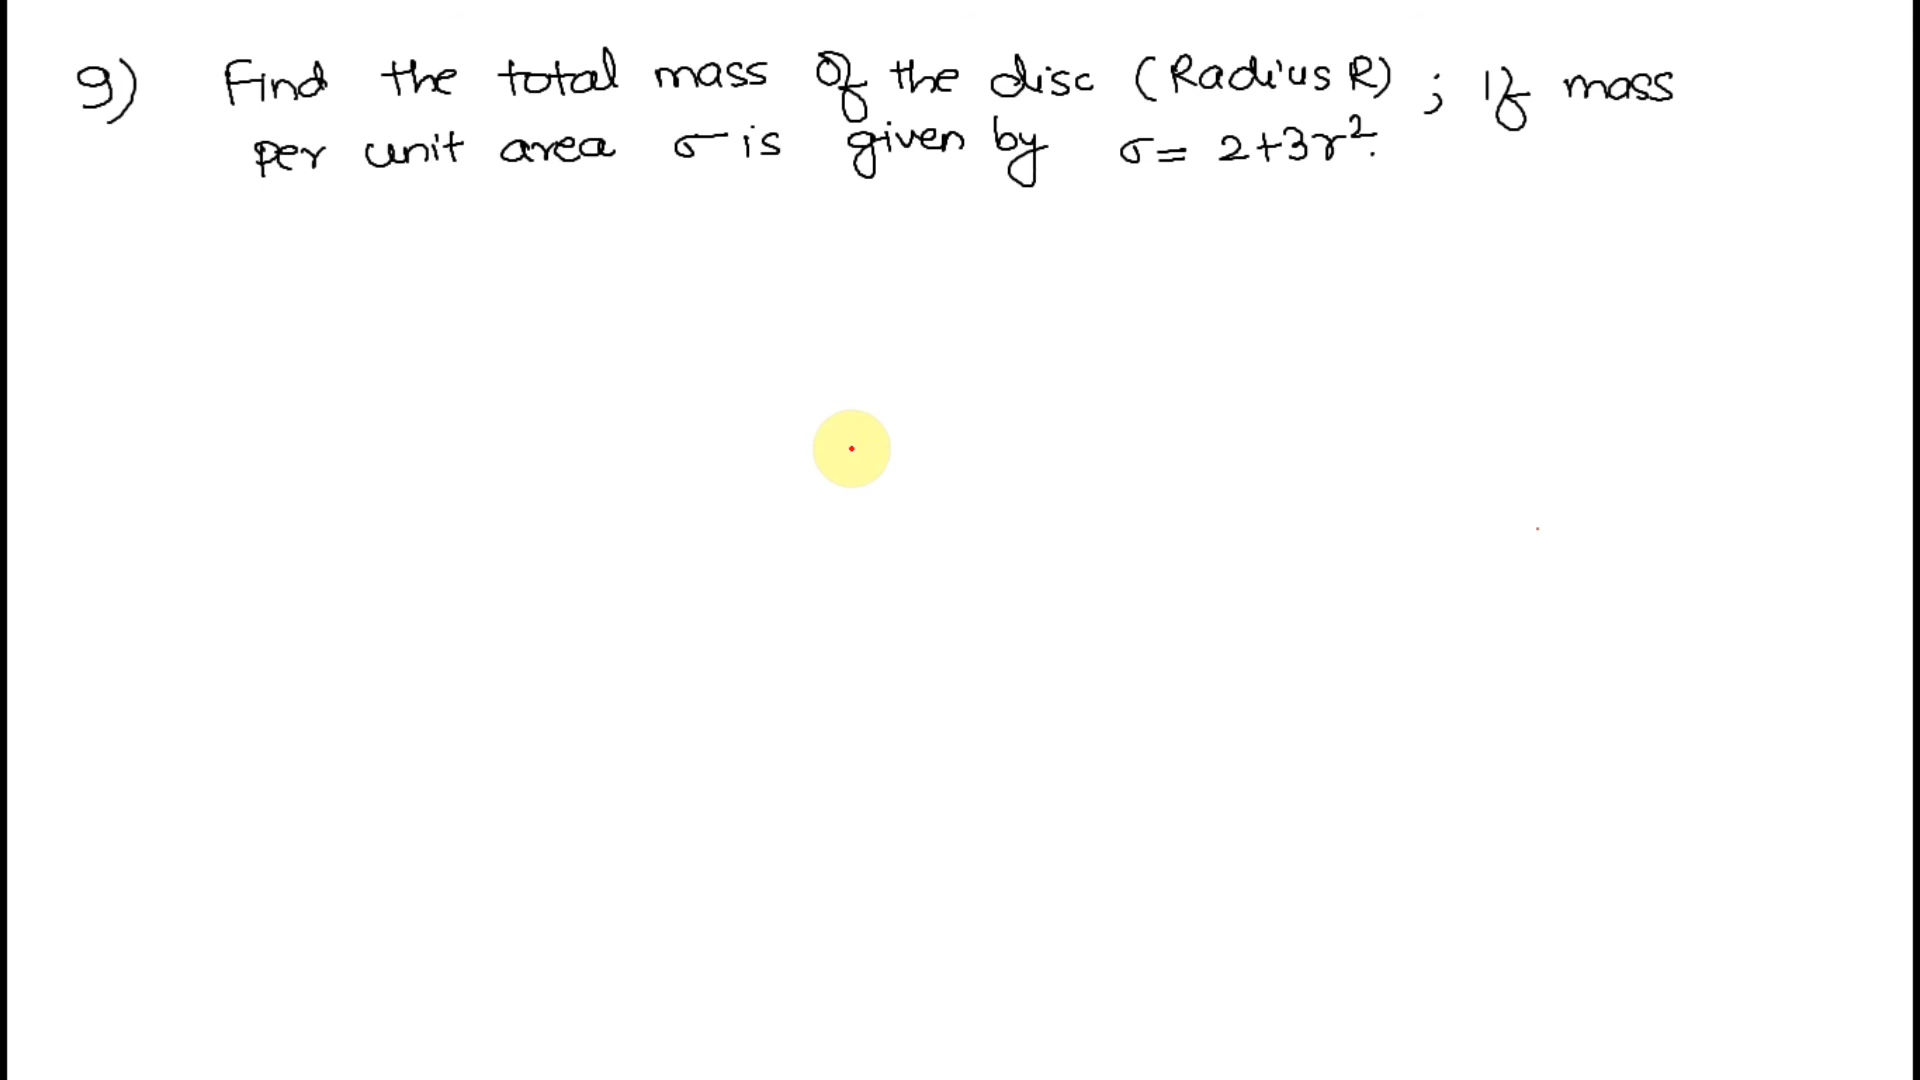 9) Find the total mass of the disc (Radius R) ; If mass
per unit area σ is given by σ = 2+3r².